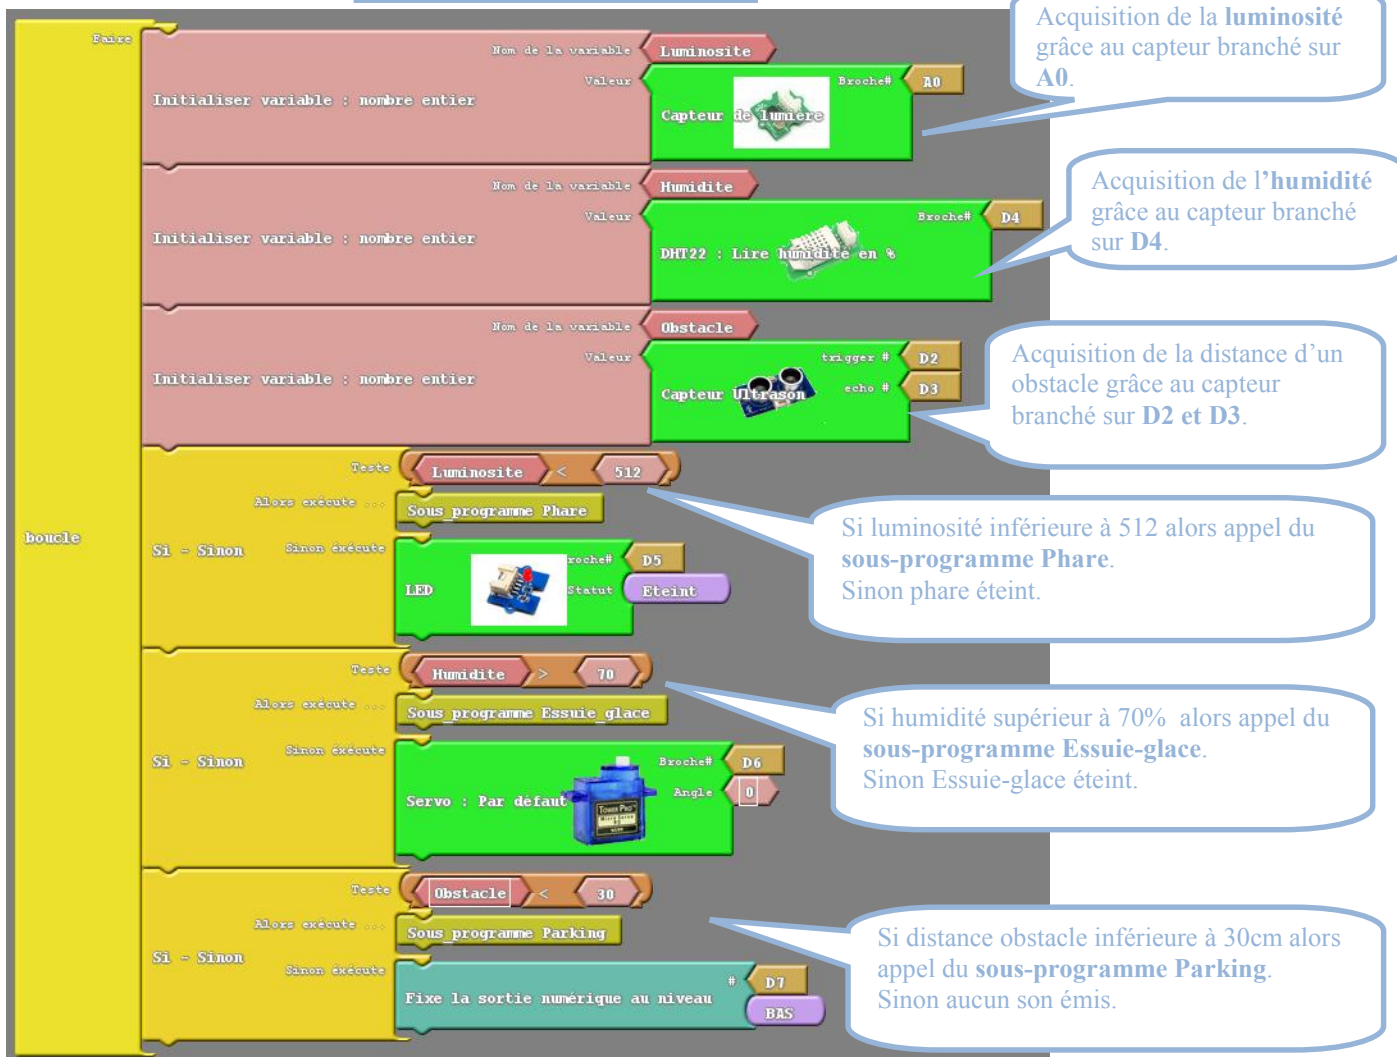 Faire
Nom de la variable
Luminosite
Valeur
Broche#
A0
Initialiser variable : nombre entier
Capteur de lumière
Acquisition de la luminosité
grâce au capteur branché sur
A0.
Nom de la variable
Humidite
Valeur
Broche#
D4
Initialiser variable : nombre entier
DHT22 : Lire humidité en %
Acquisition de l'humidité
grâce au capteur branché
sur D4.
Nom de la variable
Obstacle
Valeur
trigger #
D2
echo #
D3
Initialiser variable : nombre entier
Capteur Ultrason
Acquisition de la distance d'un
obstacle grâce au capteur
branché sur D2 et D3.
boucle
Teste
Luminosite < 512
Alors exécute ...
Sous_programme Phare
Si - Sinon
Sinon éxécute
LED
roche#
D5
Statut
Eteint
Si luminosité inférieure à 512 alors appel du
sous-programme Phare.
Sinon phare éteint.
Teste
Humidite > 70
Alors exécute ...
Sous_programme Essuie_glace
Si - Sinon
Sinon éxécute
Servo : Par défaut
Broche#
D6
Angle
0
Tower Pro
Micro Servo
Si humidité supérieur à 70% alors appel du
sous-programme Essuie-glace.
Sinon Essuie-glace éteint.
Teste
Obstacle < 30
Alors exécute ...
Sous_programme Parking
Si - Sinon
Sinon éxécute
Fixe la sortie numérique au niveau
#
D7
BAS
Si distance obstacle inférieure à 30cm alors
appel du sous-programme Parking.
Sinon aucun son émis.